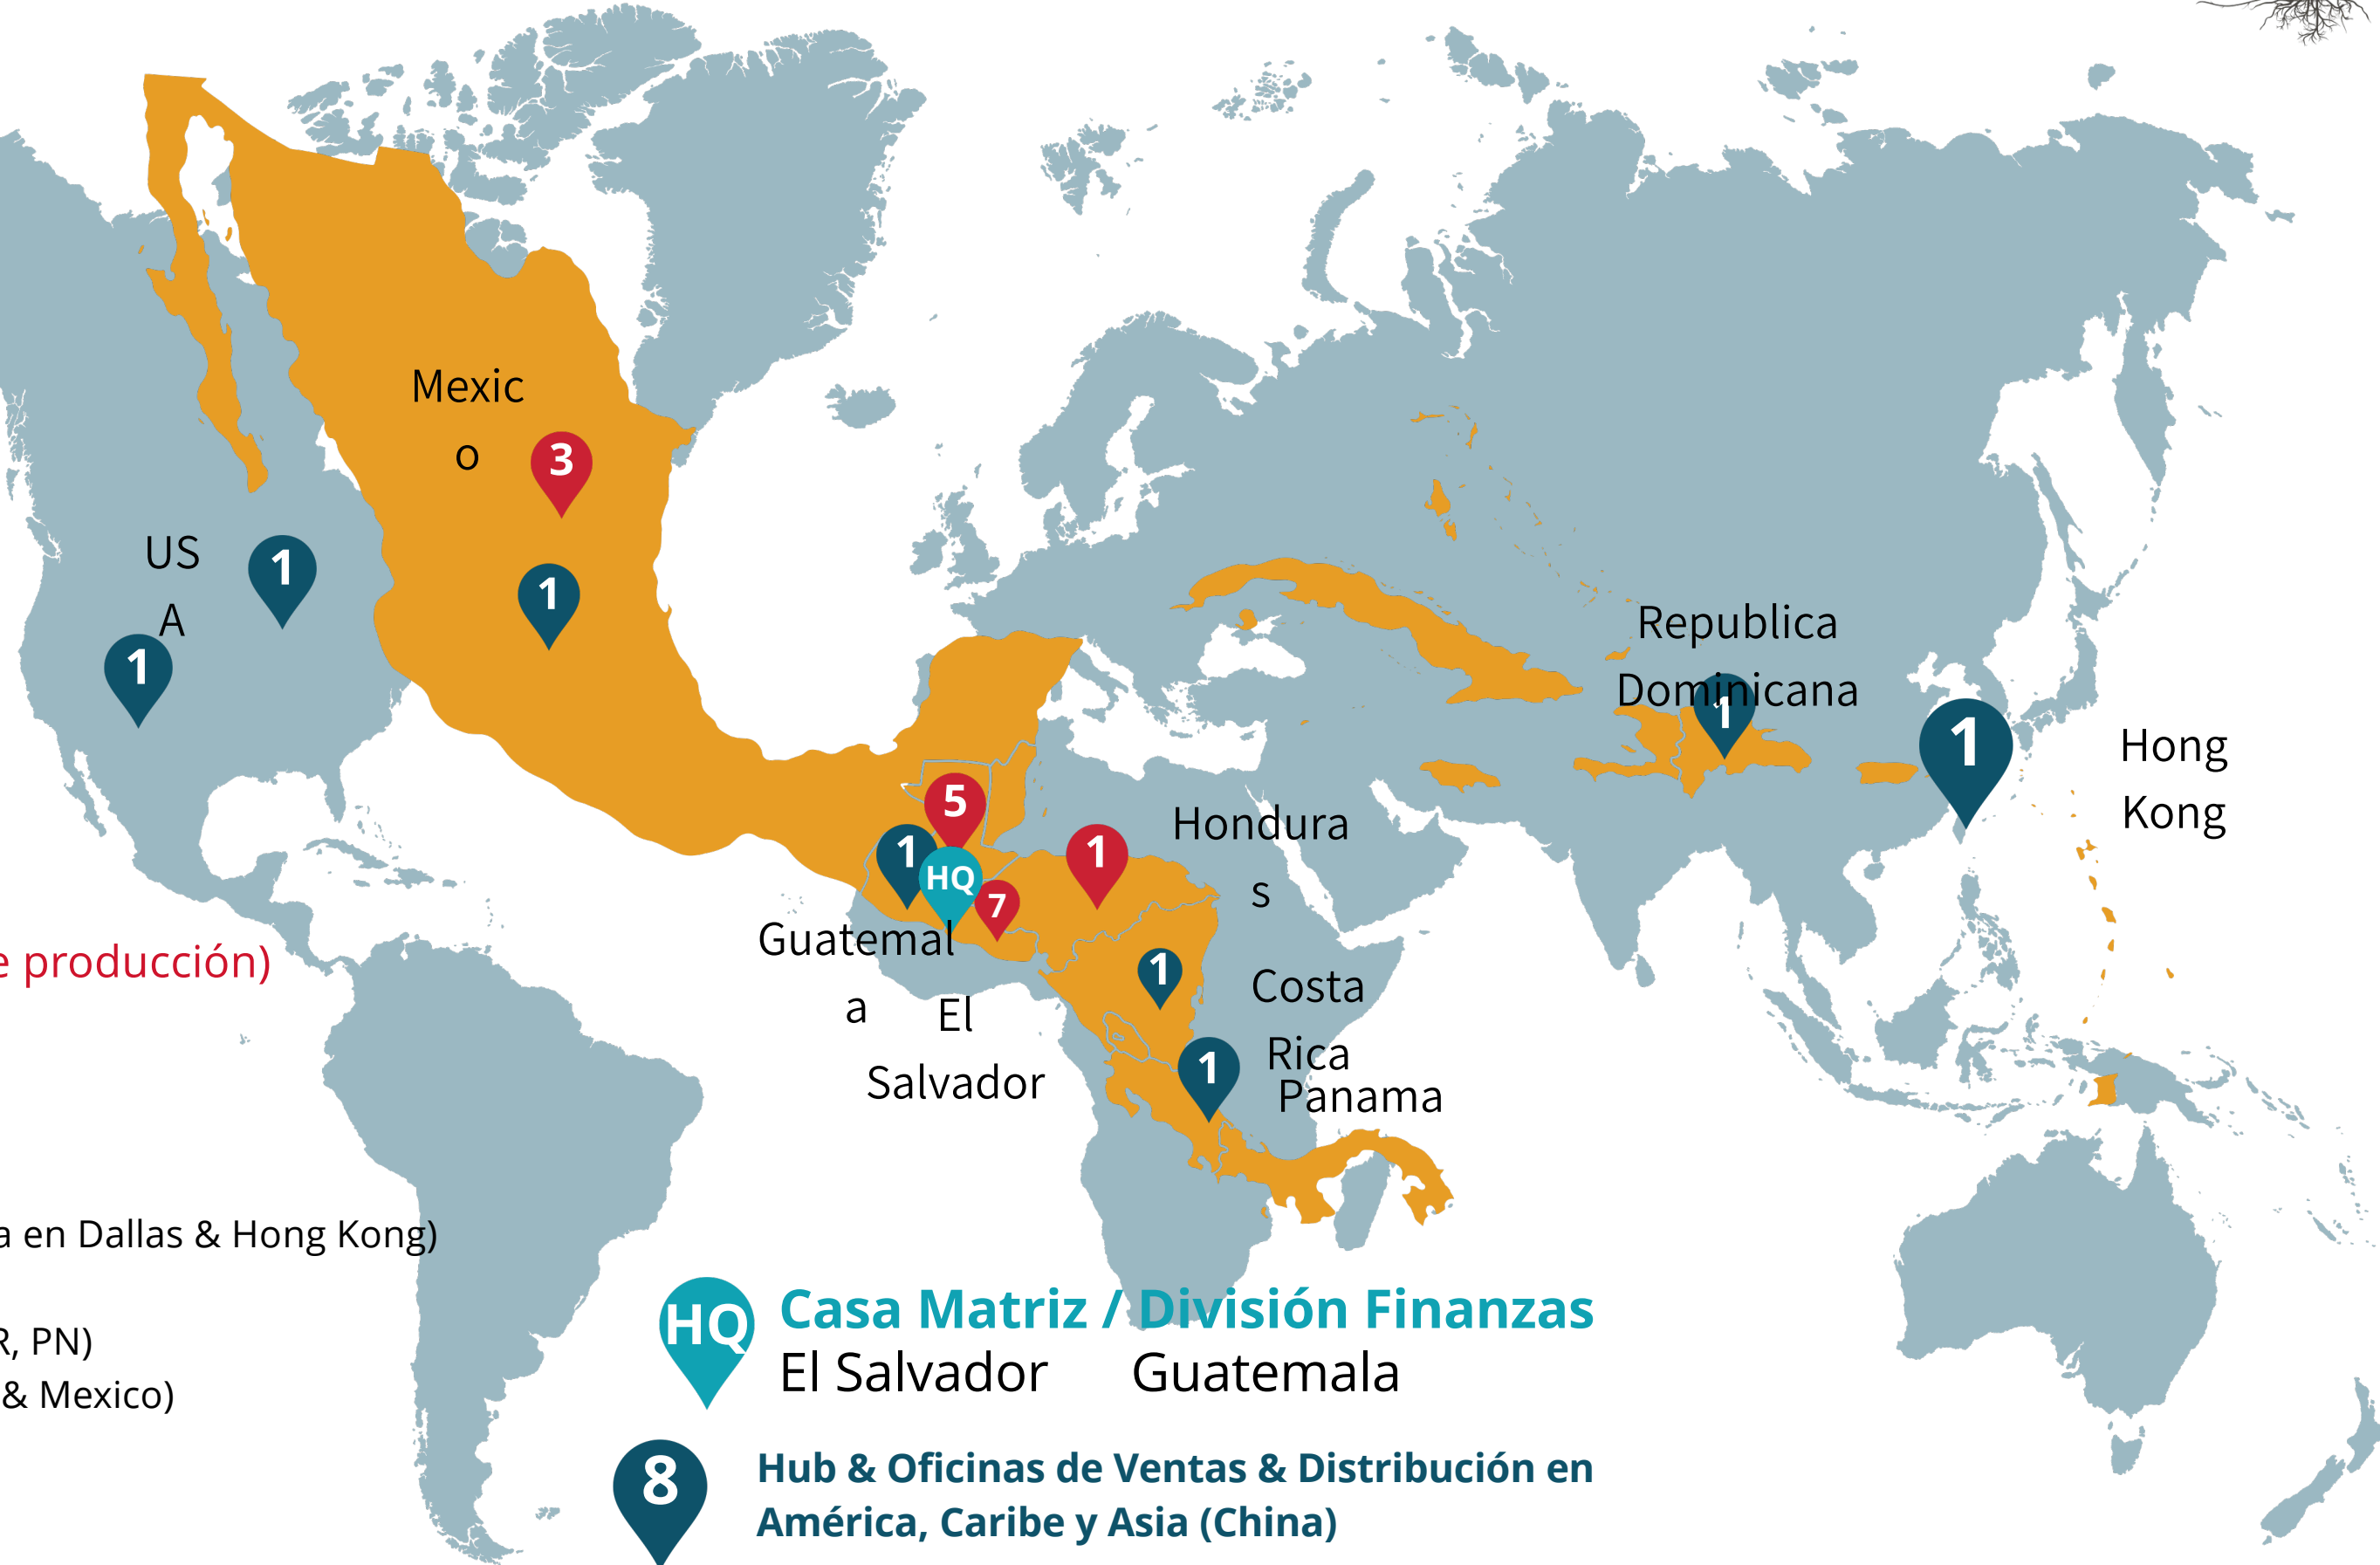 Mexic
o
3
US
A
1
1
1
Republica
Dominicana
1
1
Hong
Kong
5
1
HQ
7
1
Hondura
s
Guatemal
a
El
Salvador
1
Costa
Rica
1
Panama
e producción)
a en Dallas & Hong Kong)
R, PN)
& Mexico)
HQ
Casa Matriz / División Finanzas
El Salvador Guatemala
8
Hub & Oficinas de Ventas & Distribución en
América, Caribe y Asia (China)